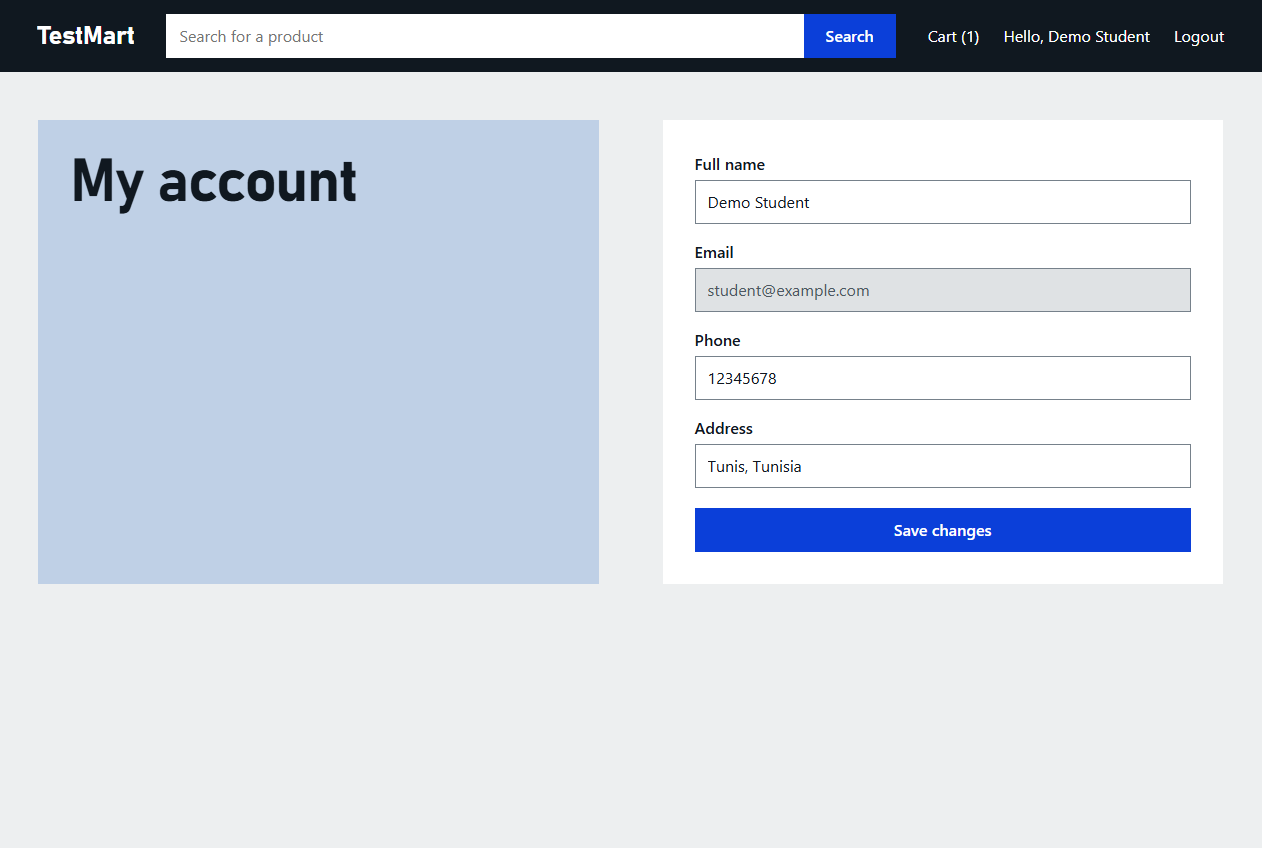 TestMart
Search for a product
Search
Cart (1)
Hello, Demo Student
Logout
My account
Full name
Demo Student
Email
student@example.com
Phone
12345678
Address
Tunis, Tunisia
Save changes